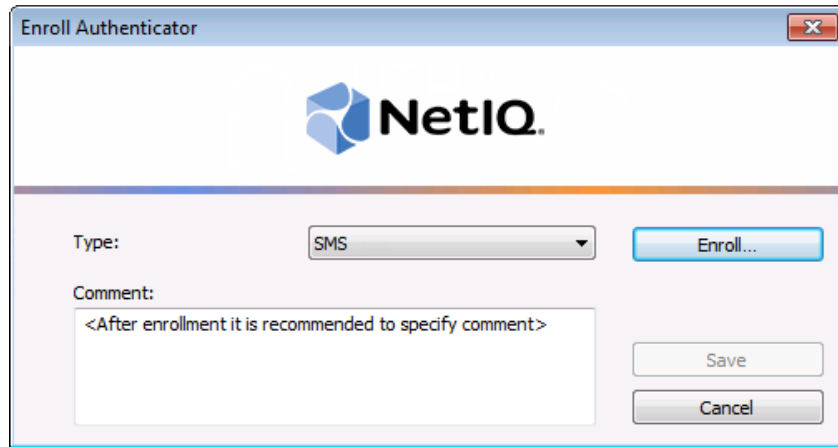 Enroll Authenticator
NetIQ.
Type:
SMS
Enroll...
Comment:
<After enrollment it is recommended to specify comment>
Save
Cancel